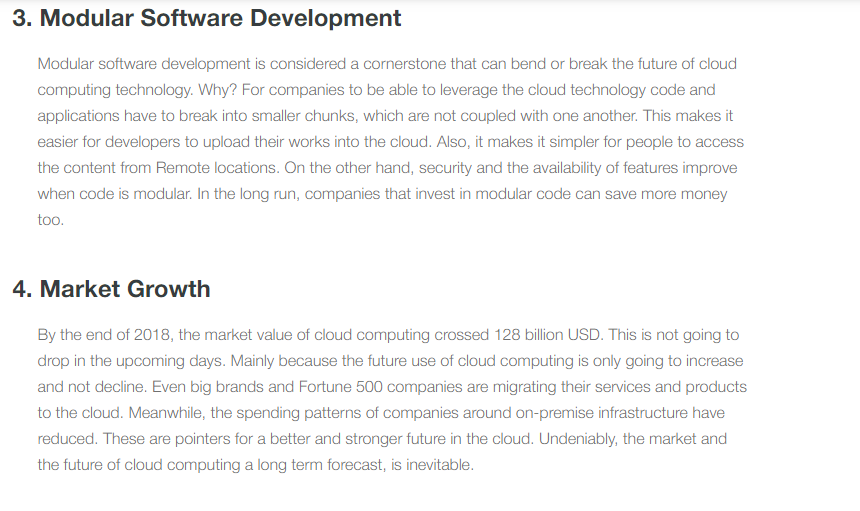 3. Modular Software Development
Modular software development is considered a cornerstone that can bend or break the future of cloud
computing technology. Why? For companies to be able to leverage the cloud technology code and
applications have to break into smaller chunks, which are not coupled with one another. This makes it
easier for developers to upload their works into the cloud. Also, it makes it simpler for people to access
the content from Remote locations. On the other hand, security and the availability of features improve
when code is modular. In the long run, companies that invest in modular code can save more money
too.
4. Market Growth
By the end of 2018, the market value of cloud computing crossed 128 billion USD. This is not going to
drop in the upcoming days. Mainly because the future use of cloud computing is only going to increase
and not decline. Even big brands and Fortune 500 companies are migrating their services and products
to the cloud. Meanwhile, the spending patterns of companies around on-premise infrastructure have
reduced. These are pointers for a better and stronger future in the cloud. Undeniably, the market and
the future of cloud computing a long term forecast, is inevitable.